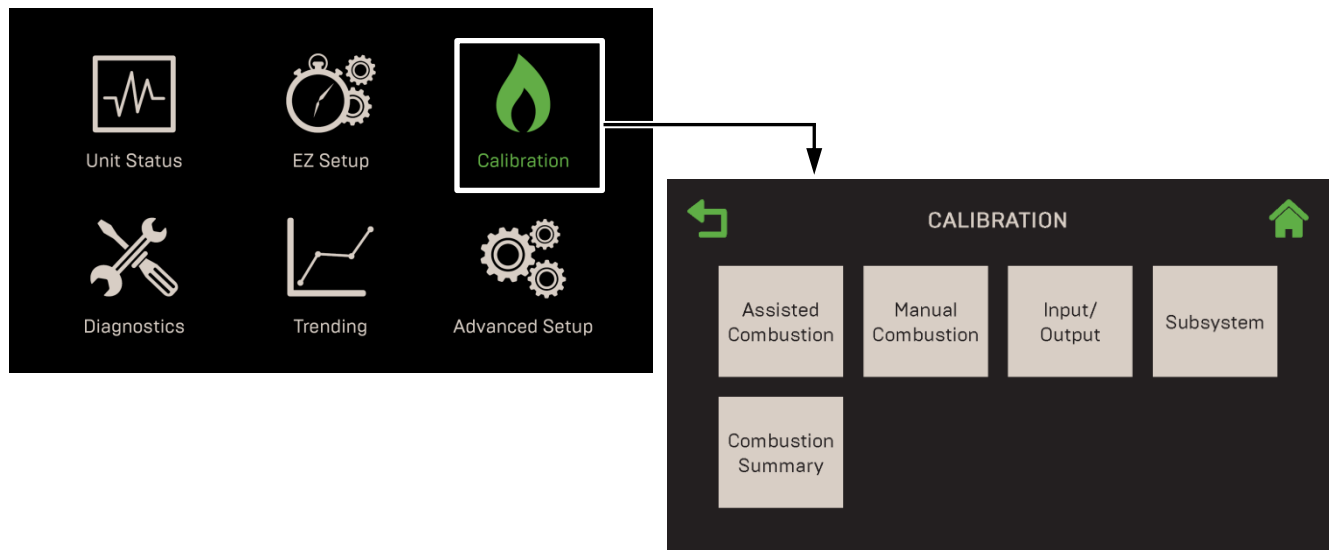 Unit Status
EZ Setup
Calibration
Diagnostics
Trending
Advanced Setup
CALIBRATION
Assisted
Combustion
Manual
Combustion
Input/
Output
Subsystem
Combustion
Summary